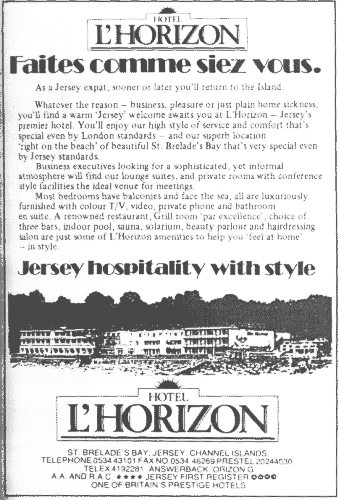 HOTEL
L'HORIZON
Faites comme siez vous.
As a Jersey expat, sooner or later you'll return to the Island.
Whatever the reason – business, pleasure or just plain home sickness,
you'll find a warm 'Jersey' welcome awaits you at L'Horizon – Jersey's
premier hotel. You'll enjoy our high style of service and comfort that's
special even by London standards – and our superb location
'right on the beach' of beautiful St. Brelade's Bay that's very special even
by Jersey standards.
Business executives looking for a sophisticated, yet informal
atmosphere will find our lounge suites, and private rooms with conference
style facilities the ideal venue for meetings.
Most bedrooms have balconies and face the sea, all are luxuriously
furnished with colour T/V, video, private phone and bathroom
en suite. A renowned restaurant, Grill room 'par excellence', choice of
three bars, indoor pool, sauna, solarium, beauty parlour and hairdressing
salon are just some of L'Horizon amenities to help you 'feel at home'
– in style.
Jersey hospitality with style
HOTEL
L'HORIZON
ST. BRELADE'S BAY, JERSEY, CHANNEL ISLANDS.
TELEPHONE 0534 43101 FAX NO. 0534 46269 PRESTEL 20244530
TELEX 4192281 ANSWERBACK ORIZON G
A.A. AND R.A.C. ★★★★ JERSEY FIRST REGISTER
ONE OF BRITAIN'S PRESTIGE HOTELS